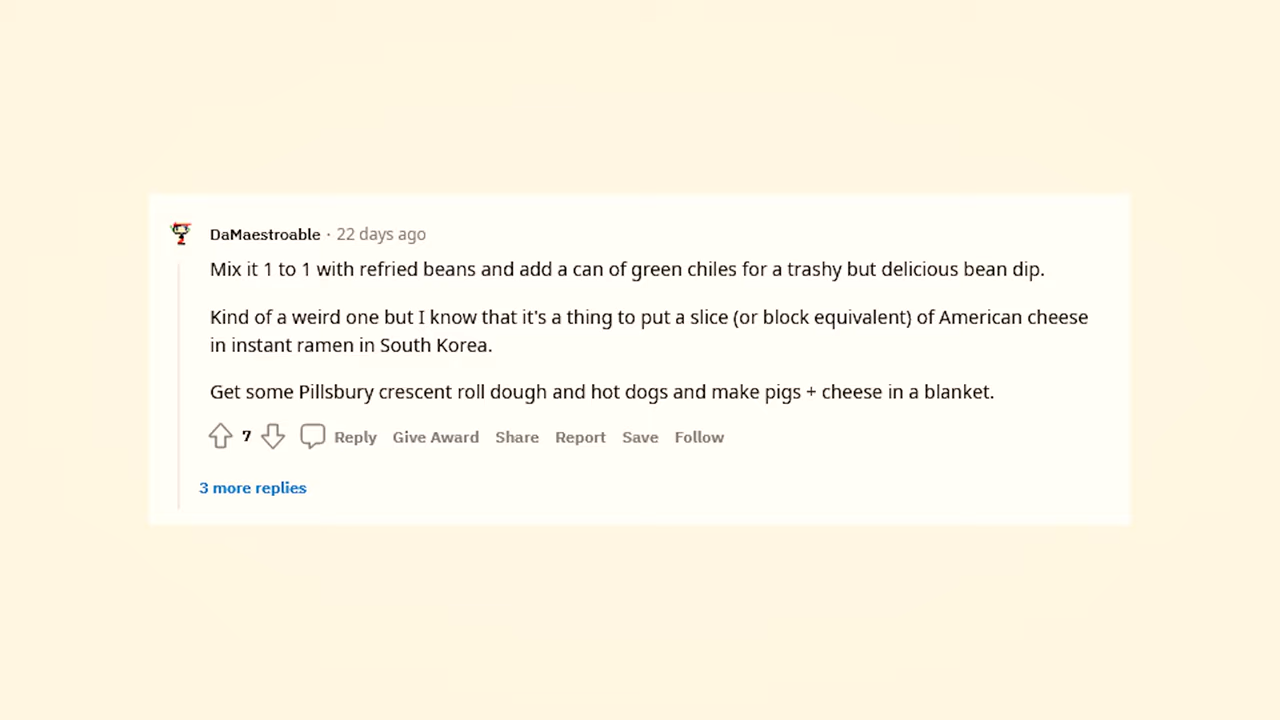 DaMaestroable · 22 days ago
Mix it 1 to 1 with refried beans and add a can of green chiles for a trashy but delicious bean dip.
Kind of a weird one but I know that it's a thing to put a slice (or block equivalent) of American cheese
in instant ramen in South Korea.
Get some Pillsbury crescent roll dough and hot dogs and make pigs + cheese in a blanket.
7 Reply Give Award Share Report Save Follow
3 more replies